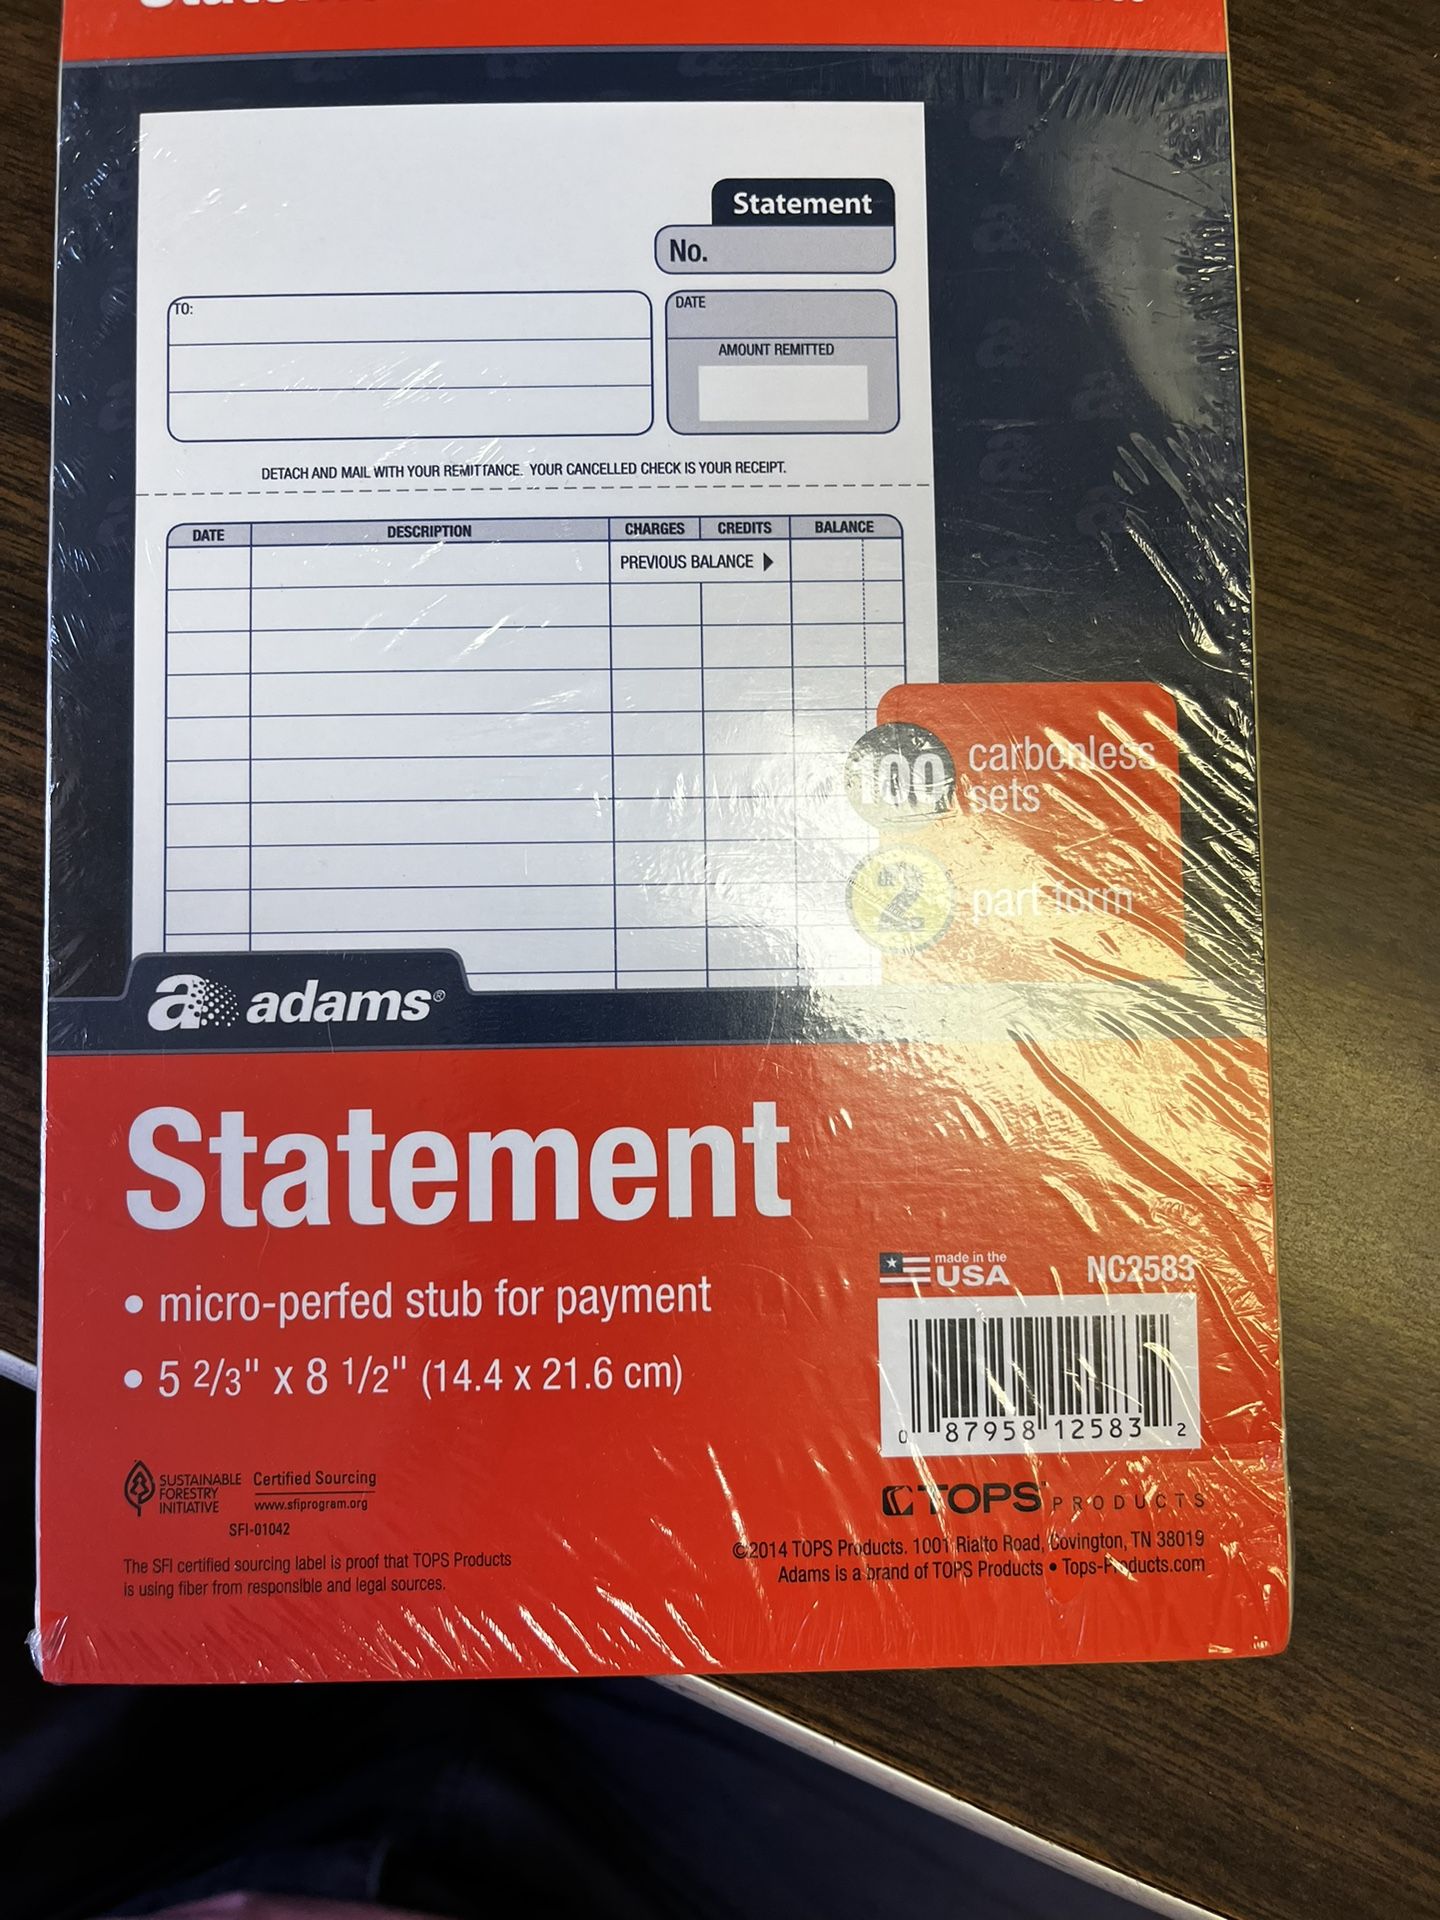 Statement
No.
TO:
DATE
AMOUNT REMITTED
DETACH AND MAIL WITH YOUR REMITTANCE. YOUR CANCELLED CHECK IS YOUR RECEIPT.
DATE DESCRIPTION CHARGES CREDITS BALANCE
PREVIOUS BALANCE
100 carbonless
sets
2 part form
a adams®
Statement
• micro-perfed stub for payment
• 5 2/3" x 8 1/2" (14.4 x 21.6 cm)
made in the
USA
NC2583
0 87958 12583 2
SUSTAINABLE
FORESTRY
INITIATIVE
Certified Sourcing
www.sfiprogram.org
SFI-01042
The SFI certified sourcing label is proof that TOPS Products
is using fiber from responsible and legal sources.
TOPS PRODUCTS
©2014 TOPS Products. 1001 Rialto Road, Covington, TN 38019
Adams is a brand of TOPS Products • Tops-Products.com